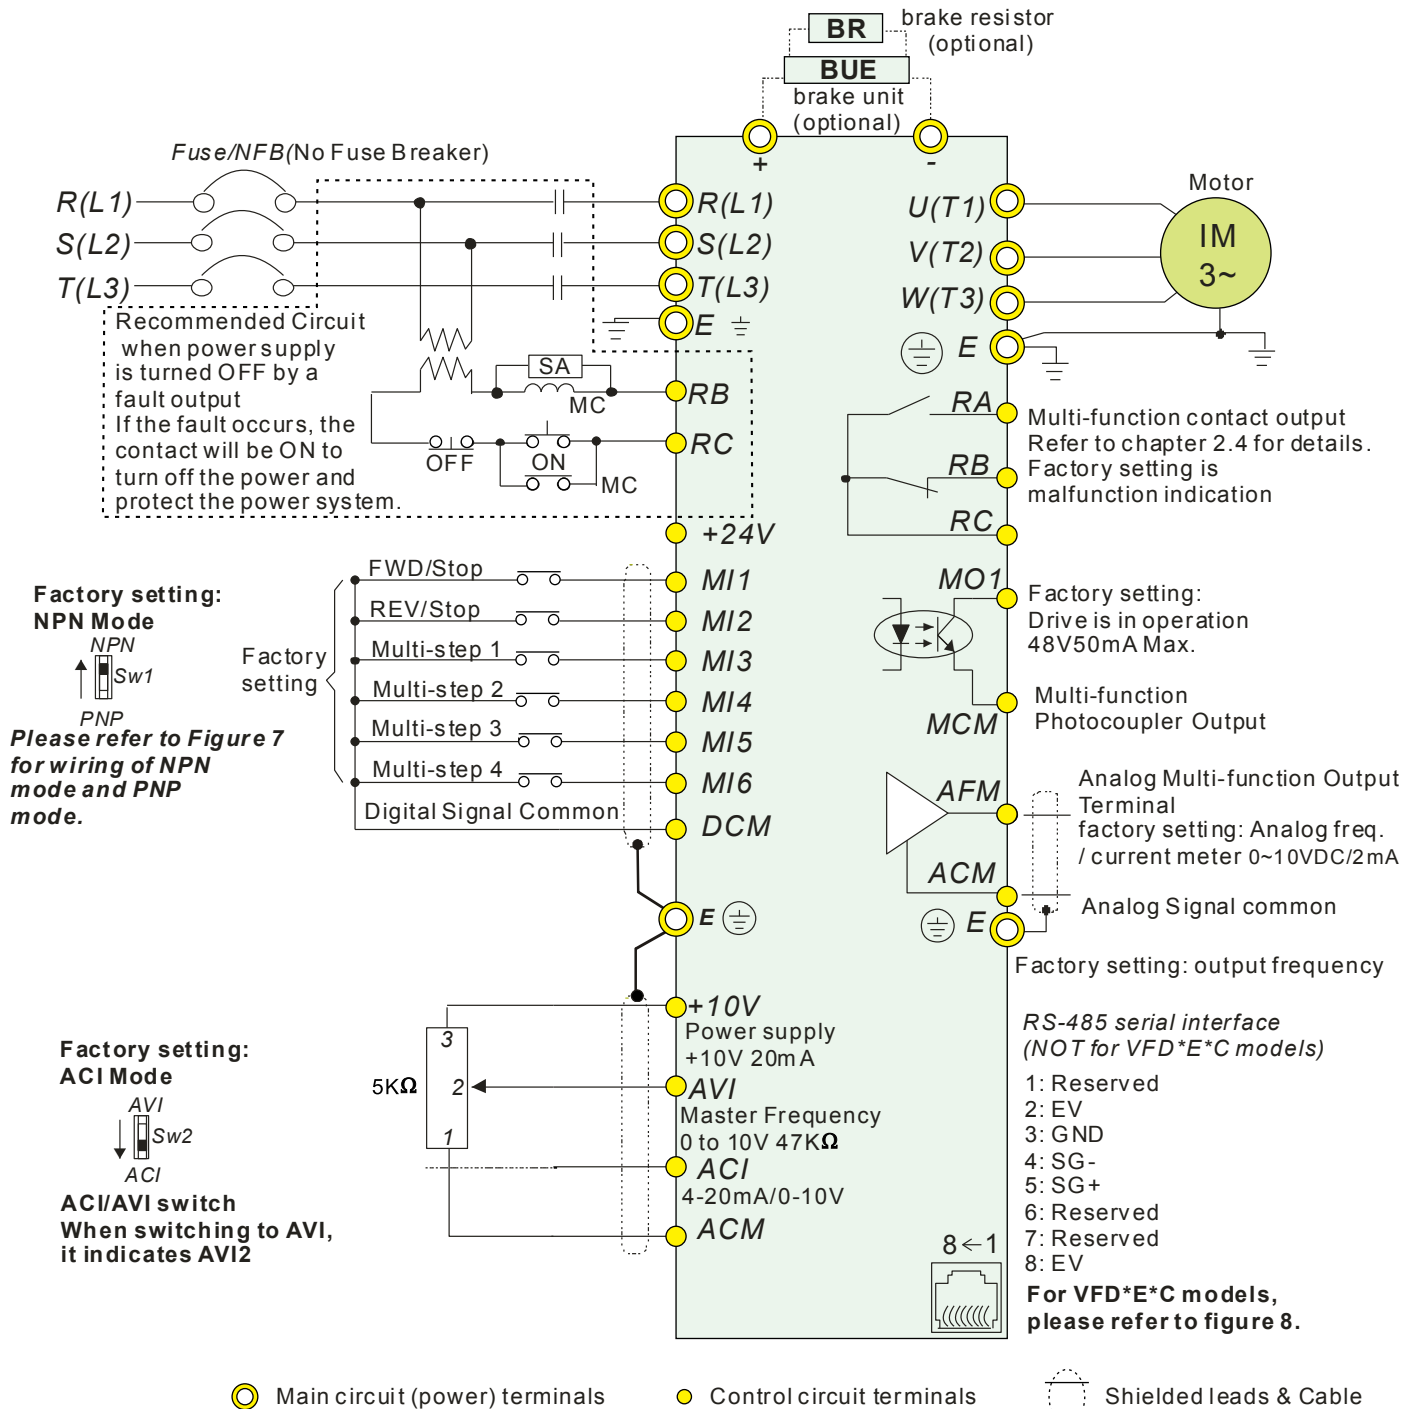 BR
brake resistor
(optional)
BUE
brake unit
(optional)
+
-
Fuse/NFB(No Fuse Breaker)
R(L1)
S(L2)
T(L3)
R(L1)
S(L2)
T(L3)
E
U(T1)
V(T2)
W(T3)
E
Motor
IM
3~
Recommended Circuit
when power supply
is turned OFF by a
fault output
If the fault occurs, the
contact will be ON to
turn off the power and
protect the power system.
SA
MC
OFF
ON
MC
RB
RC
RA
RB
RC
Multi-function contact output
Refer to chapter 2.4 for details.
Factory setting is
malfunction indication
+24V
Factory setting:
NPN Mode
NPN
Sw1
PNP
Please refer to Figure 7
for wiring of NPN
mode and PNP
mode.
Factory
setting
FWD/Stop
REV/Stop
Multi-step 1
Multi-step 2
Multi-step 3
Multi-step 4
Digital Signal Common
MI1
MI2
MI3
MI4
MI5
MI6
DCM
E
MO1
Factory setting:
Drive is in operation
48V50mA Max.
MCM
Multi-function
Photocoupler Output
AFM
Analog Multi-function Output
Terminal
factory setting: Analog freq.
/ current meter 0~10VDC/2mA
ACM
Analog Signal common
E
Factory setting: output frequency
Factory setting:
ACI Mode
AVI
Sw2
ACI
ACI/AVI switch
When switching to AVI,
it indicates AVI2
5KΩ
3
2
1
+10V
Power supply
+10V 20mA
AVI
Master Frequency
0 to 10V 47KΩ
ACI
4-20mA/0-10V
ACM
RS-485 serial interface
(NOT for VFD*E*C models)
1: Reserved
2: EV
3: GND
4: SG-
5: SG+
6: Reserved
7: Reserved
8: EV
For VFD*E*C models,
please refer to figure 8.
8←1
Main circuit (power) terminals
Control circuit terminals
Shielded leads & Cable